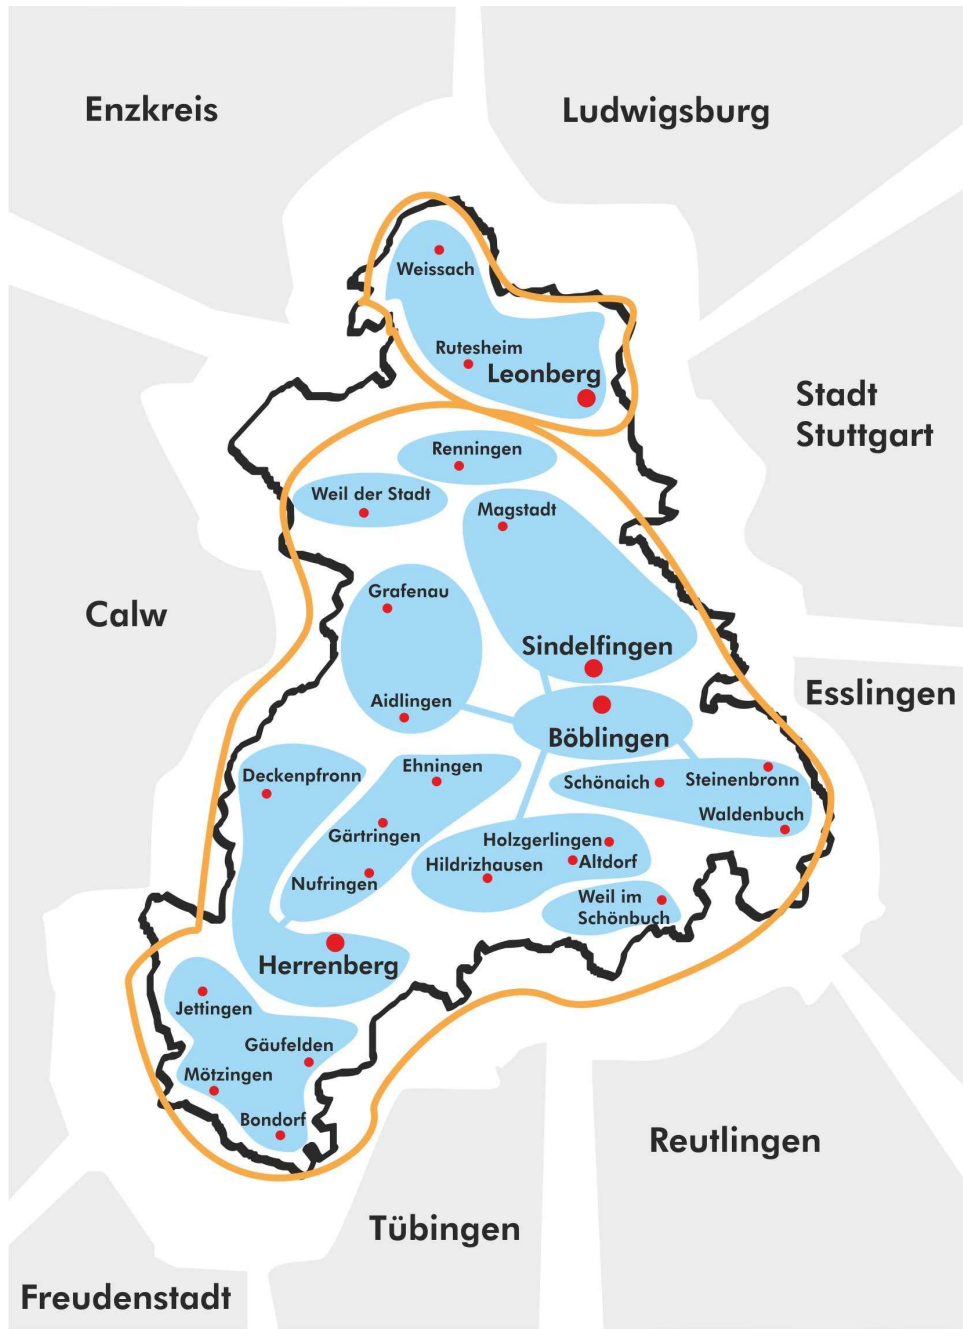 Enzkreis
Ludwigsburg
Weissach
Rutesheim
Leonberg
Stadt
Stuttgart
Renningen
Weil der Stadt
Magstadt
Grafenau
Calw
Sindelfingen
Esslingen
Aidlingen
Böblingen
Ehningen
Deckenpfronn
Schönaich
Steinenbronn
Waldenbuch
Gärtringen
Holzgerlingen
Altdorf
Hildrizhausen
Nufringen
Weil im
Schönbuch
Herrenberg
Jettingen
Gäufelden
Mötzingen
Bondorf
Reutlingen
Tübingen
Freudenstadt